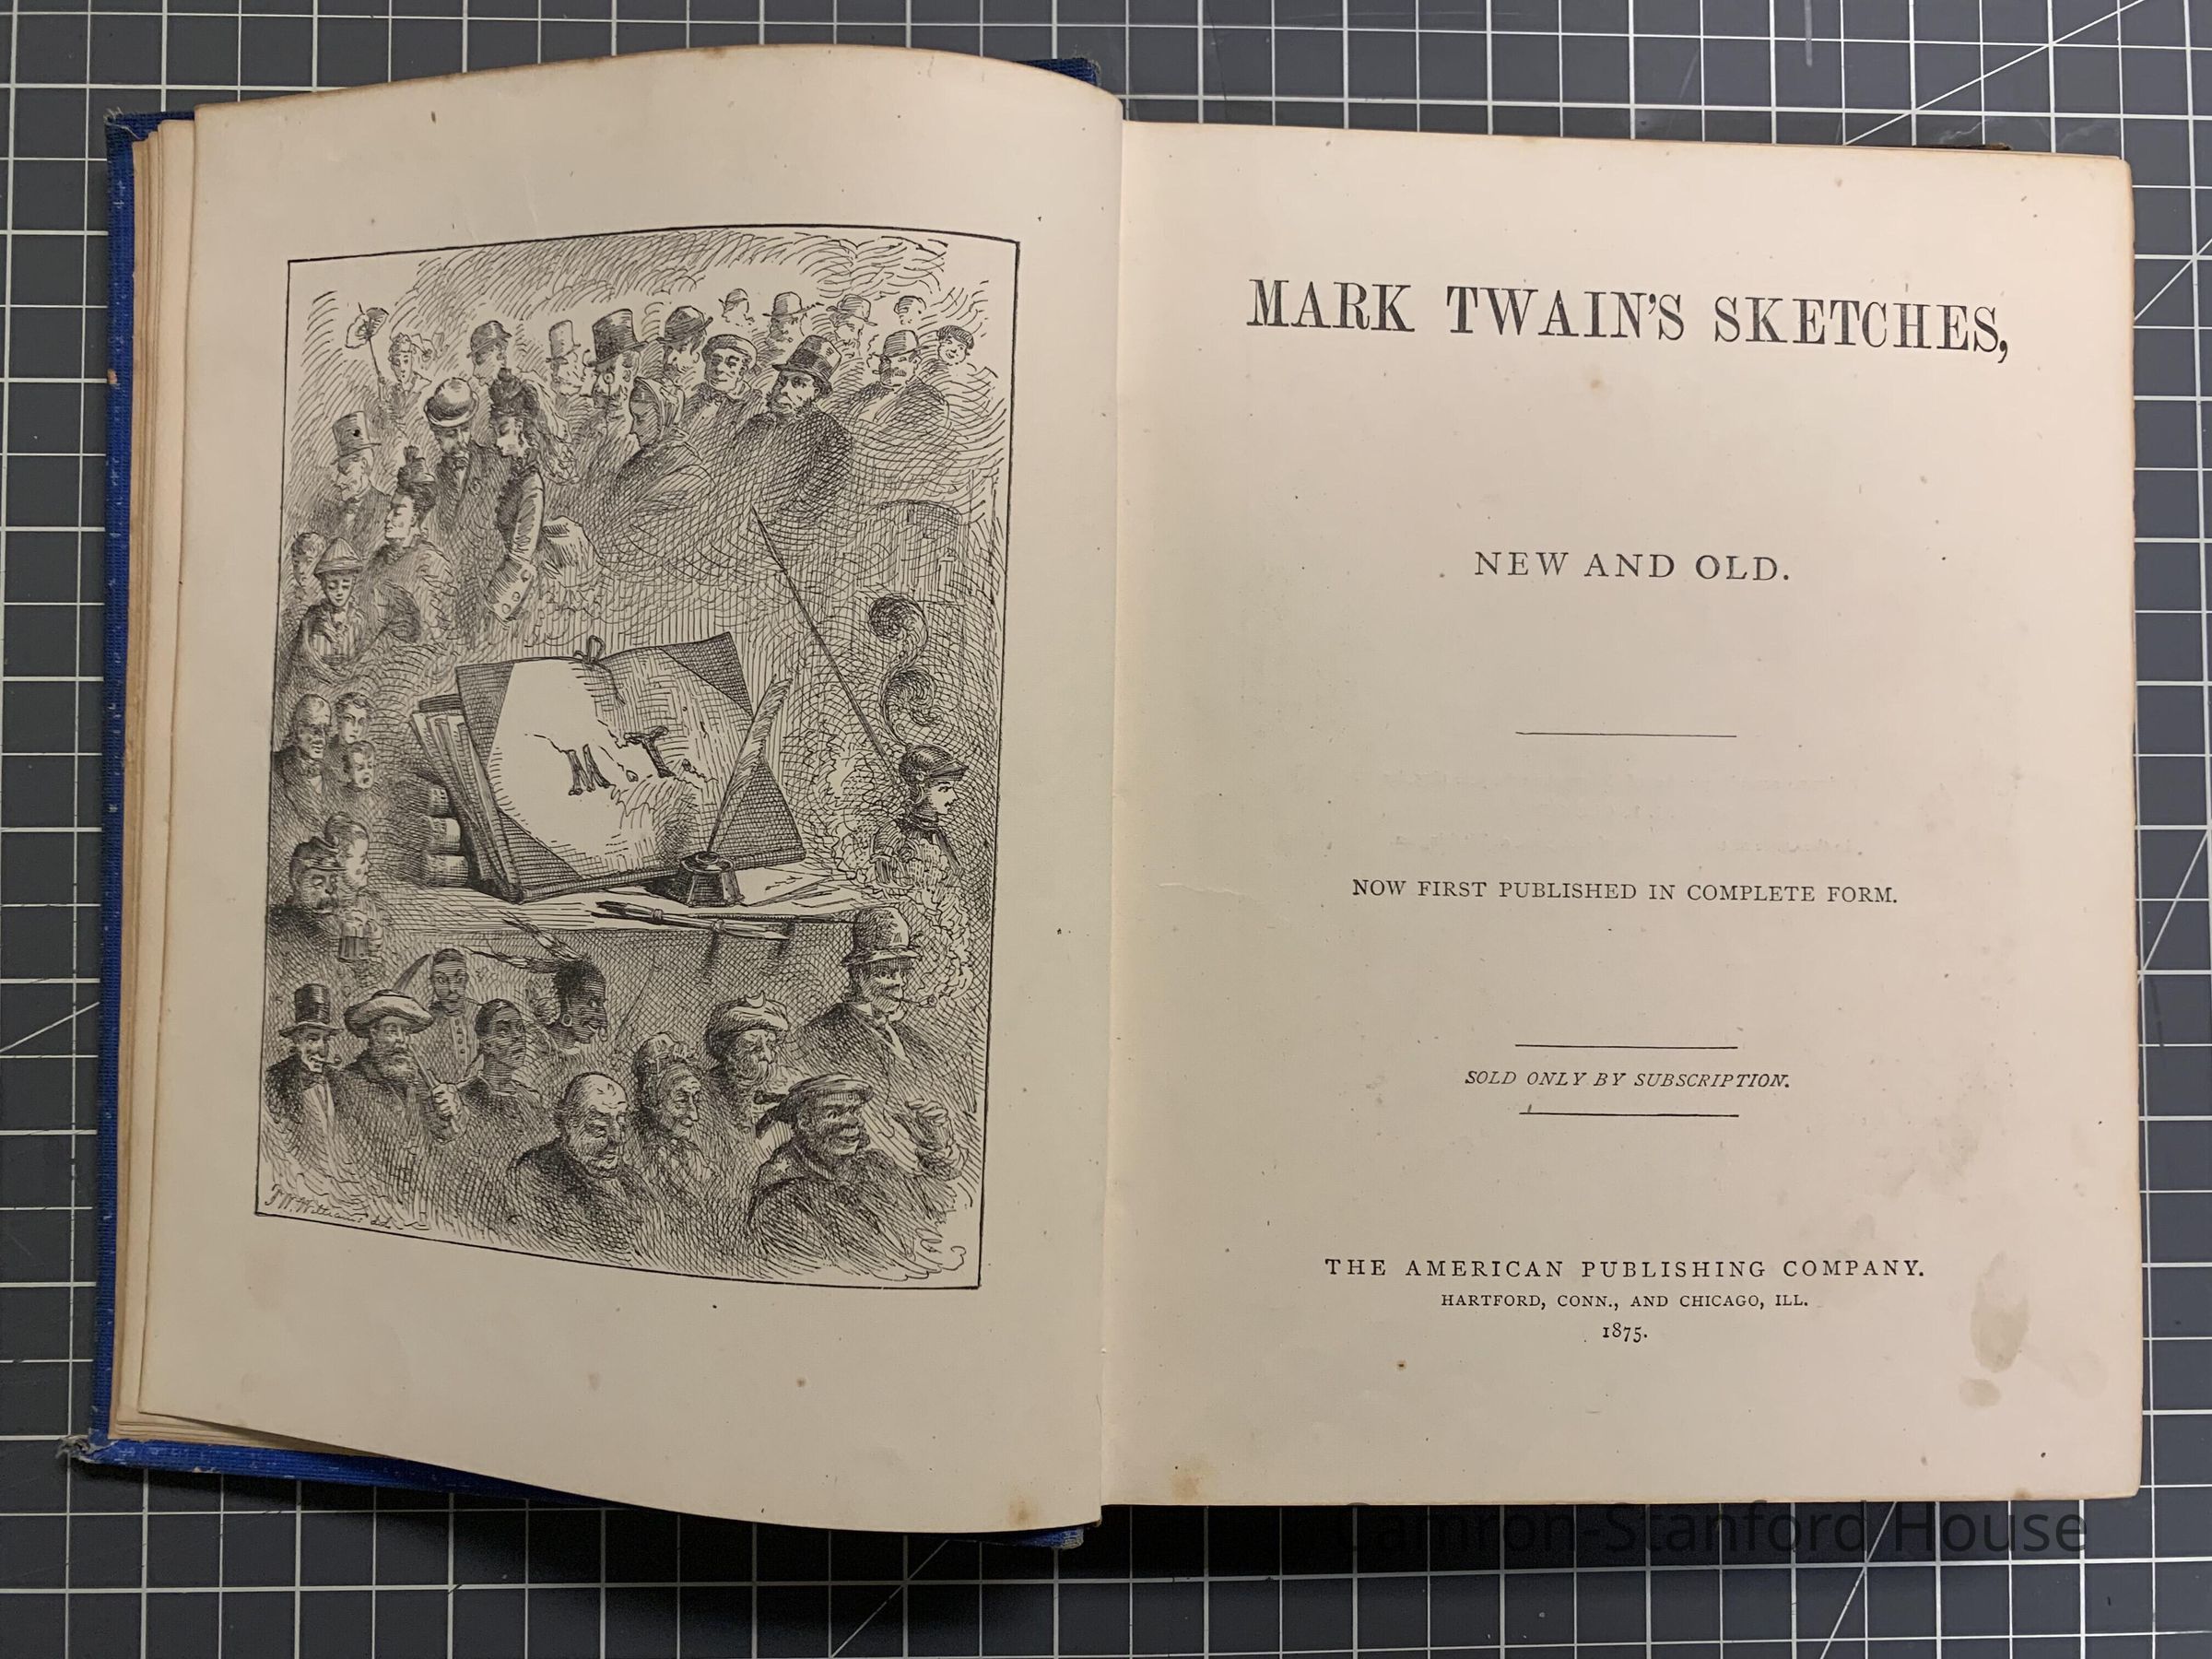 M. T.
MARK TWAIN'S SKETCHES,
NEW AND OLD.
NOW FIRST PUBLISHED IN COMPLETE FORM.
SOLD ONLY BY SUBSCRIPTION.
THE AMERICAN PUBLISHING COMPANY.
HARTFORD, CONN., AND CHICAGO, ILL.
1875.
Camron-Stanford House